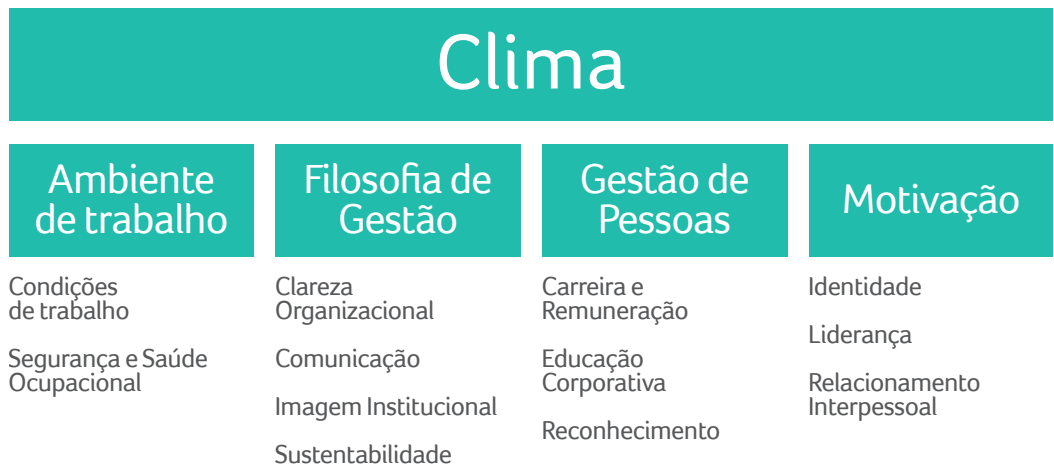 Clima
Ambiente
de trabalho
Condições
de trabalho
Segurança e Saúde
Ocupacional
Filosofia de
Gestão
Clareza
Organizacional
Comunicação
Imagem Institucional
Sustentabilidade
Gestão de
Pessoas
Carreira e
Remuneração
Educação
Corporativa
Reconhecimento
Motivação
Identidade
Liderança
Relacionamento
Interpessoal